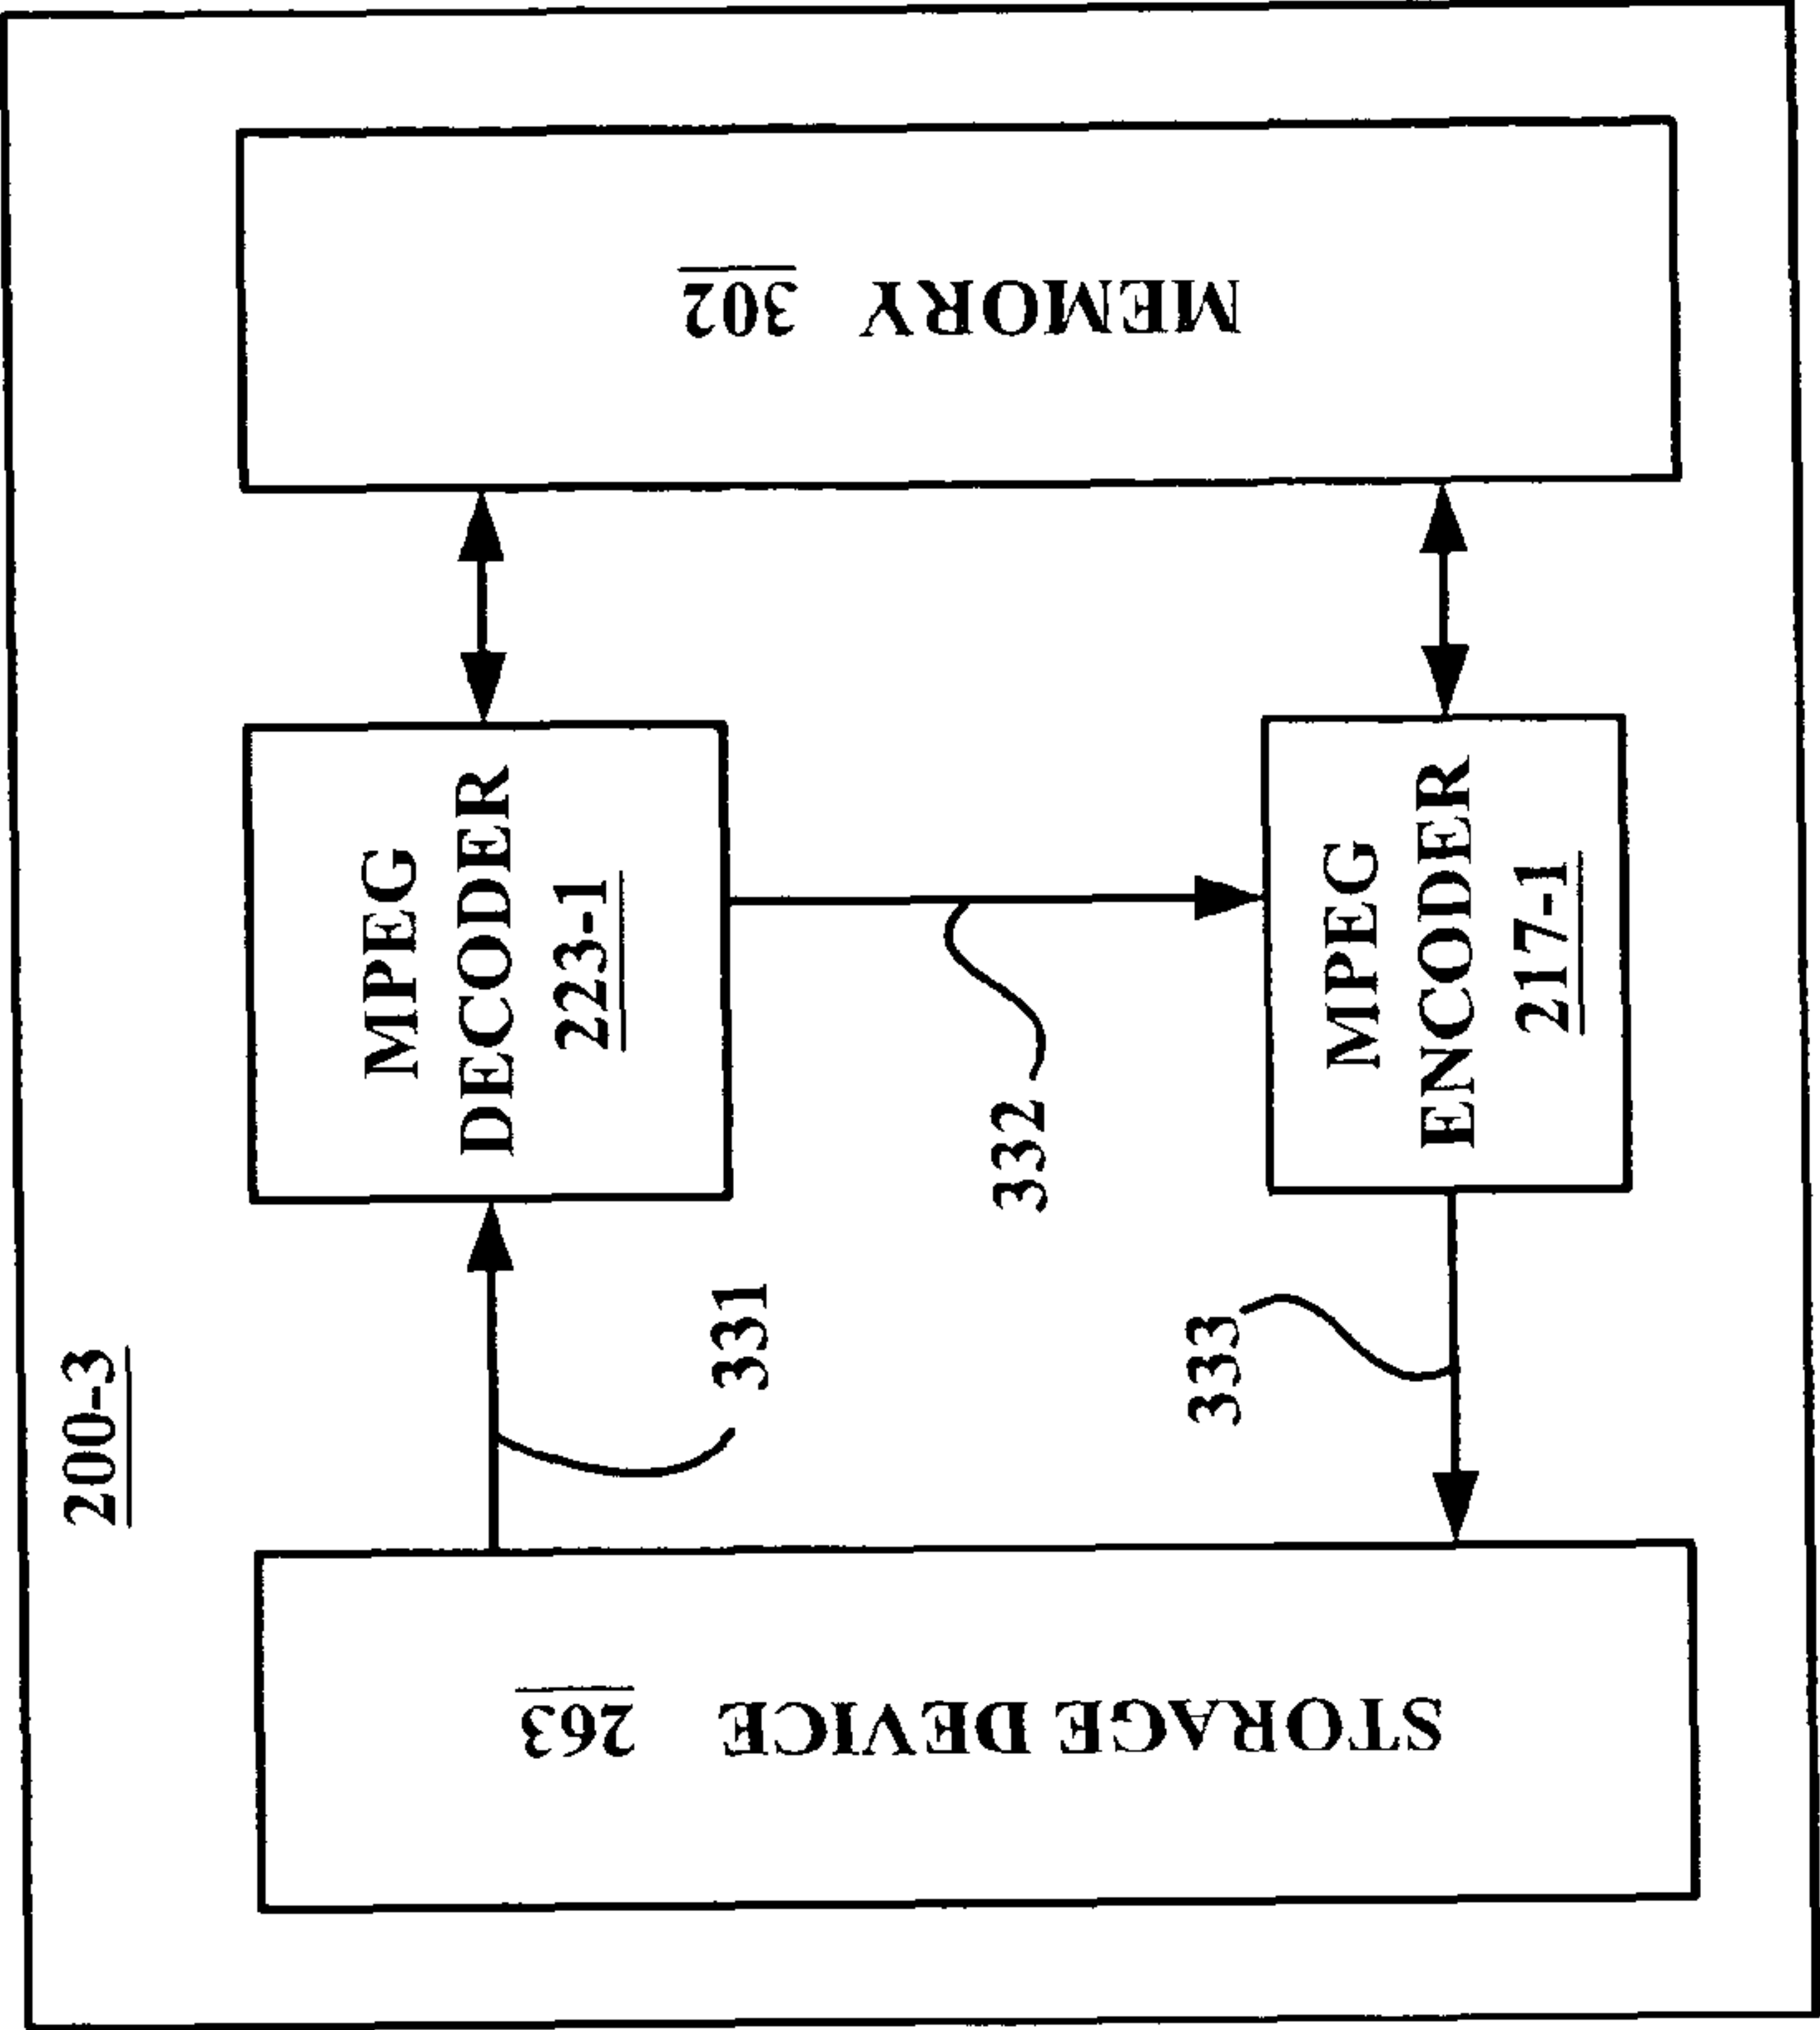 200-3
STORAGE DEVICE 263
331
MPEG
DECODER
223-1
332
333
MPEG
ENCODER
217-1
MEMORY 302